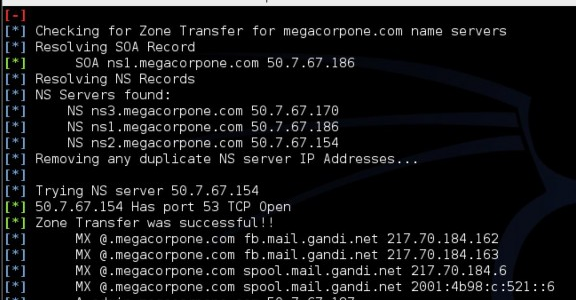 [-]
[*] Checking for Zone Transfer for megacorpone.com name servers
[*] Resolving SOA Record
[*] SOA ns1.megacorpone.com 50.7.67.186
[*] Resolving NS Records
[*] NS Servers found:
[*] NS ns3.megacorpone.com 50.7.67.170
[*] NS ns1.megacorpone.com 50.7.67.186
[*] NS ns2.megacorpone.com 50.7.67.154
[*] Removing any duplicate NS server IP Addresses...
[*]
[*] Trying NS server 50.7.67.154
[*] 50.7.67.154 Has port 53 TCP Open
[*] Zone Transfer was successful!!
[*] MX @.megacorpone.com fb.mail.gandi.net 217.70.184.162
[*] MX @.megacorpone.com fb.mail.gandi.net 217.70.184.163
[*] MX @.megacorpone.com spool.mail.gandi.net 217.70.184.6
[*] MX @.megacorpone.com spool.mail.gandi.net 2001:4b98:c:521::6